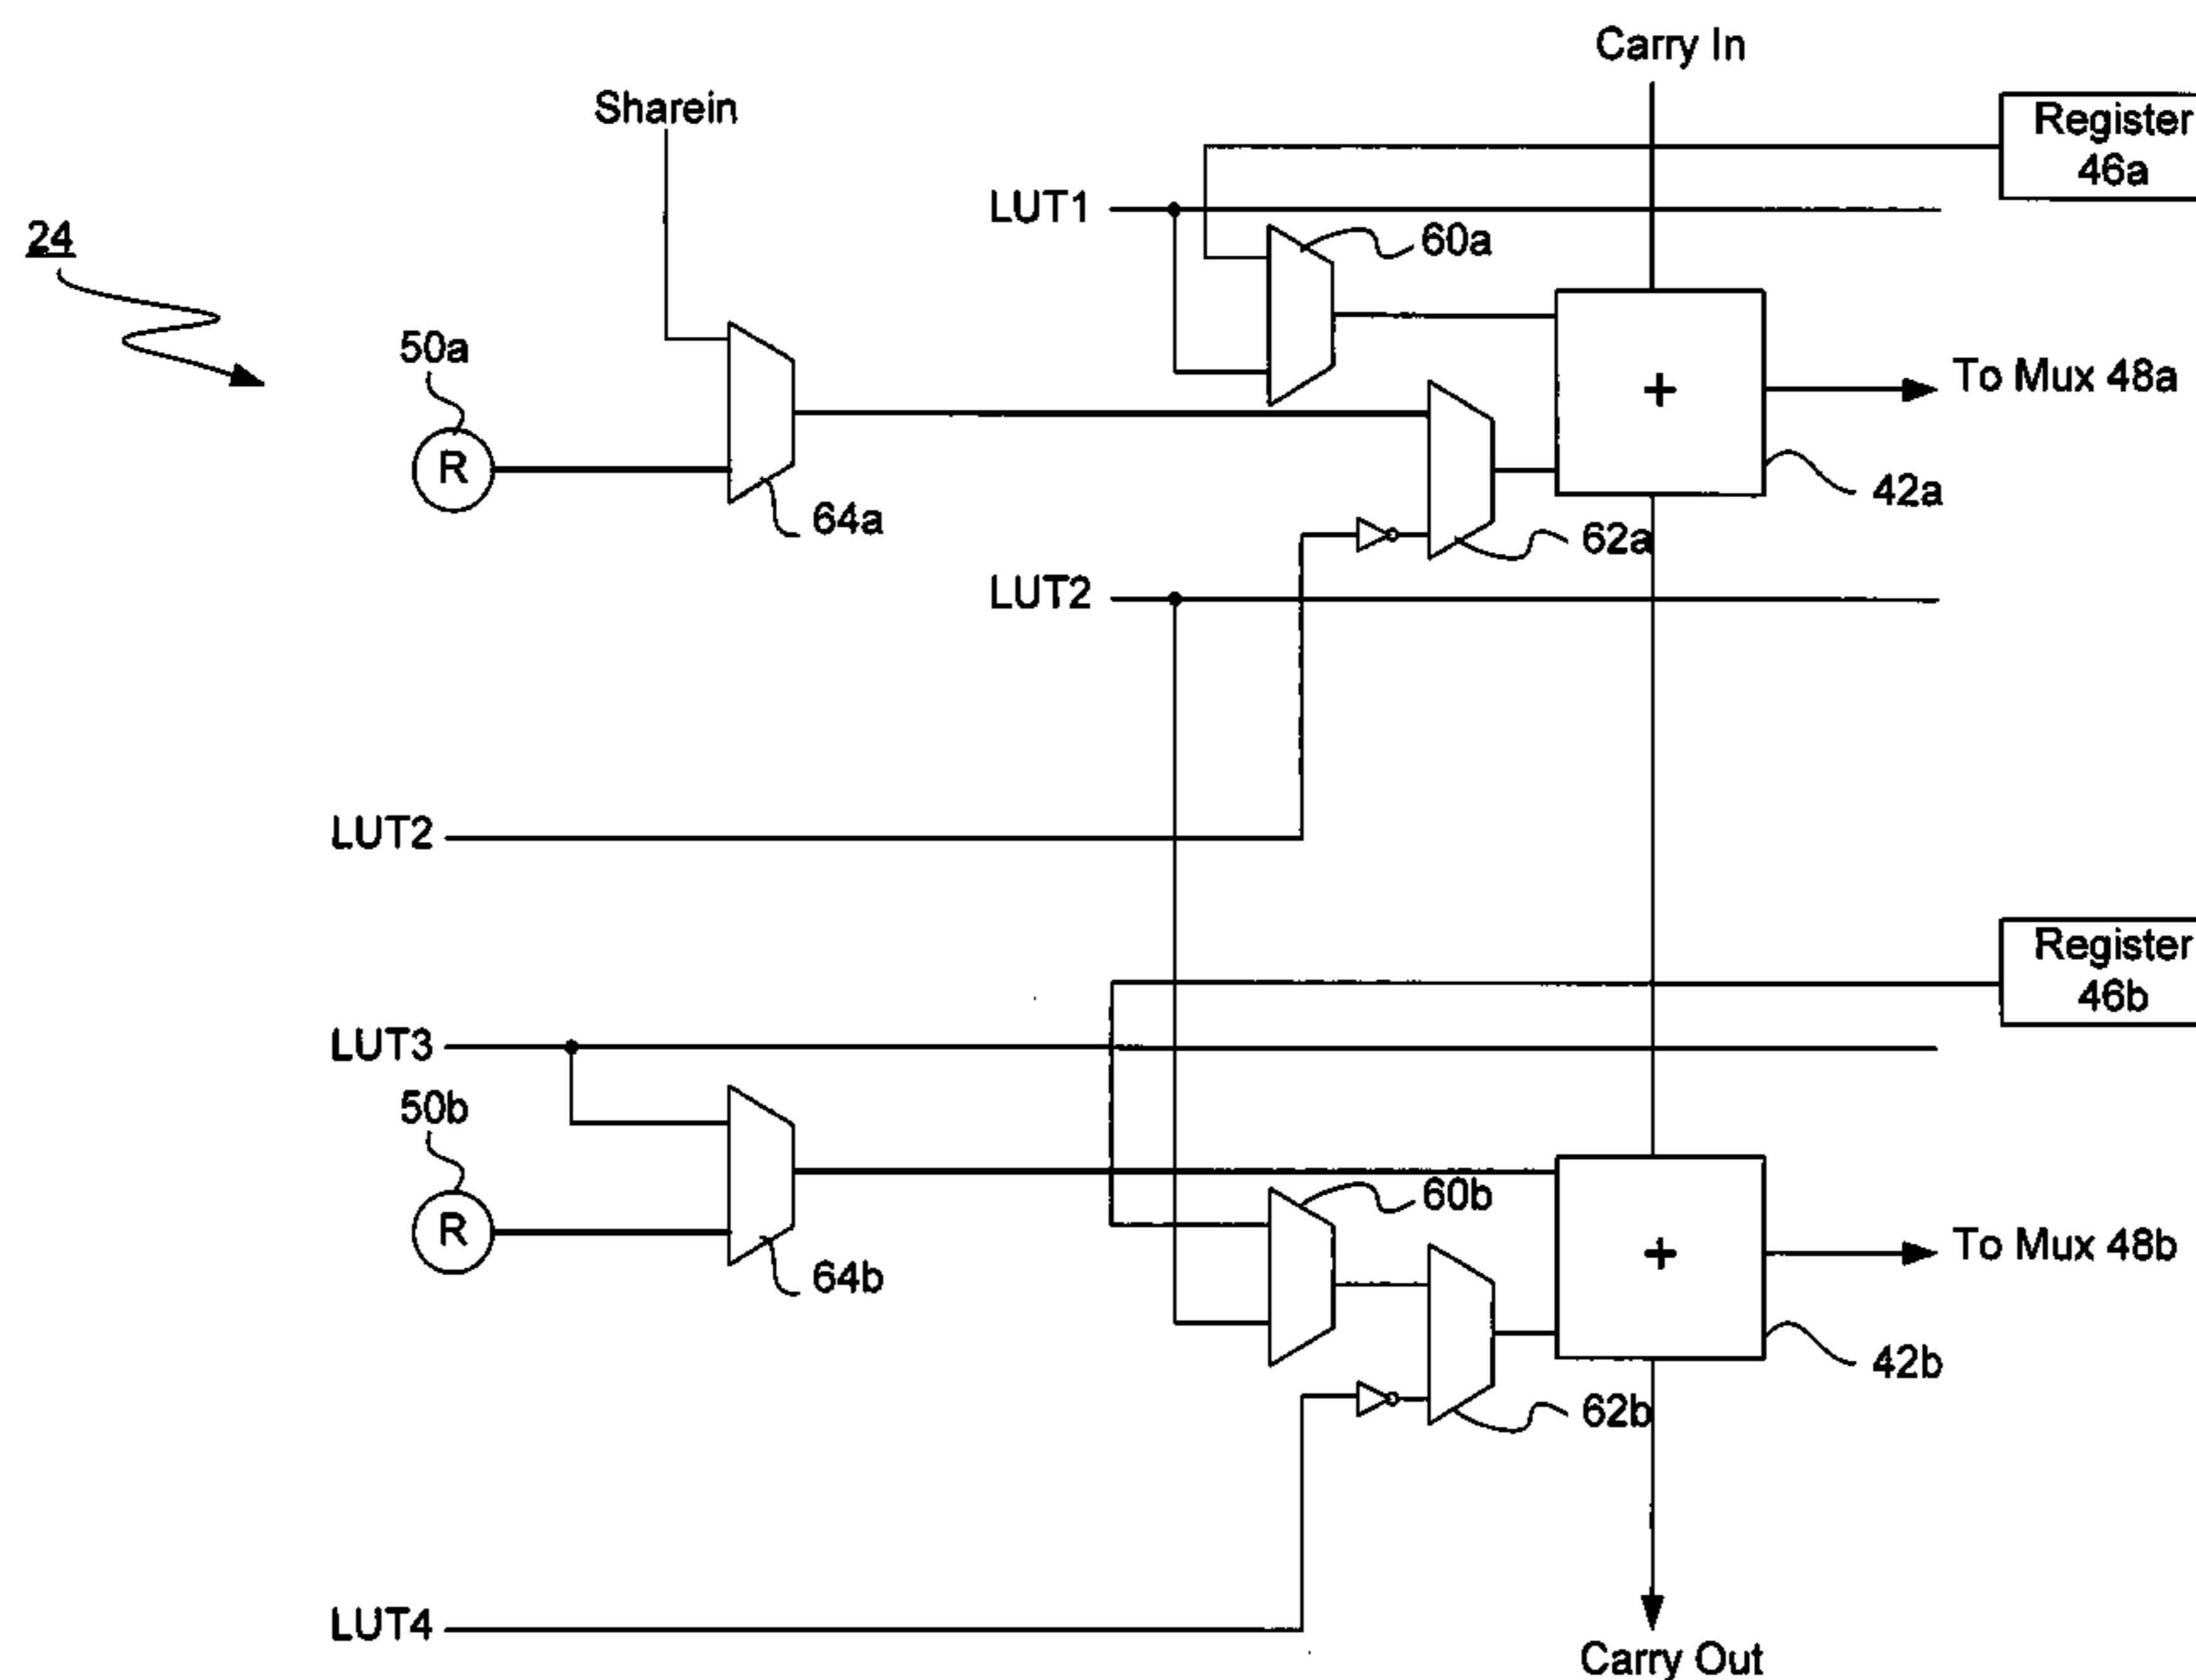 Carry In
Sharein
Register
46a
LUT1
24
60a
50a
To Mux 48a
R
+
42a
64a
62a
LUT2
LUT2
Register
46b
LUT3
50b
60b
R
+
To Mux 48b
64b
42b
62b
LUT4
Carry Out